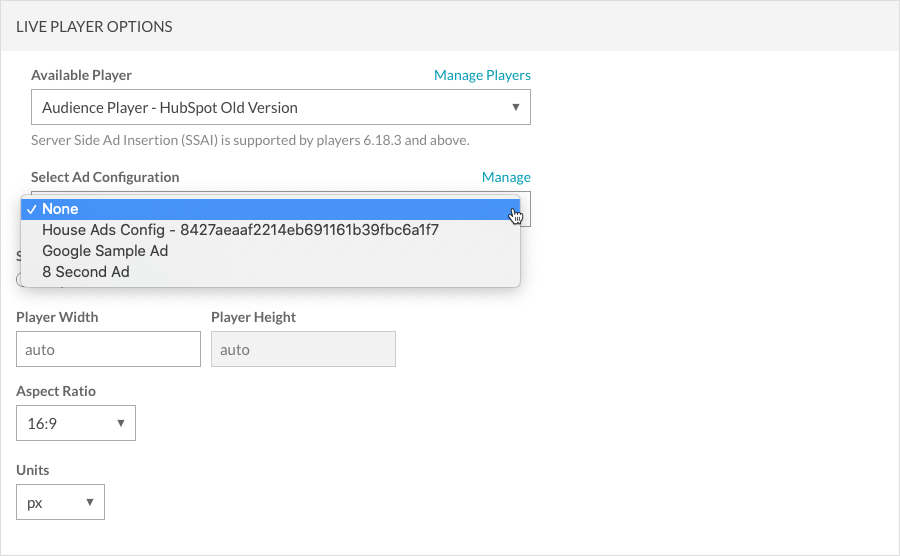 LIVE PLAYER OPTIONS
Available Player Manage Players
Audience Player - HubSpot Old Version
Server Side Ad Insertion (SSAI) is supported by players 6.18.3 and above.
Select Ad Configuration Manage
None
House Ads Config - 8427aeaaf2214eb691161b39fbc6a1f7
Google Sample Ad
8 Second Ad
Player Width Player Height
auto auto
Aspect Ratio
16:9
Units
px